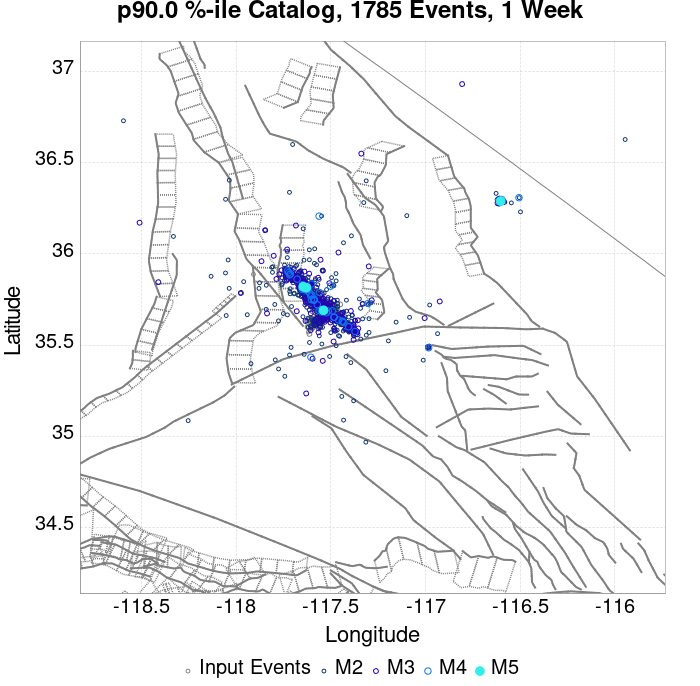 p90.0 %-ile Catalog, 1785 Events, 1 Week
37
36.5
36
35.5
35
34.5
Latitude
-118.5 -118 -117.5 -117 -116.5 -116
Longitude
Input Events M2 M3 M4 M5